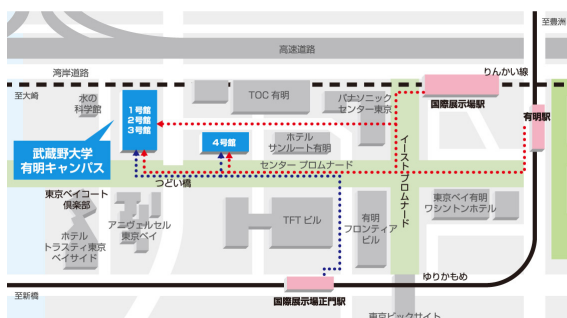 至豊洲
高速道路
湾岸道路
りんかい線
至大崎
水の
科学館
1号館
2号館
3号館
TOC 有明
パナソニック
センター東京
国際展示場駅
有明駅
武蔵野大学
有明キャンパス
4号館
ホテル
サンルート有明
センター プロムナード
イーストプロムナード
つどい橋
東京ベイコート
倶楽部
アニヴェルセル
東京ベイ
ホテル
トラスティ東京
ベイサイド
TFT ビル
有明
フロンティア
ビル
東京ベイ有明
ワシントンホテル
ゆりかもめ
至新橋
国際展示場正門駅
東京ビックサイト